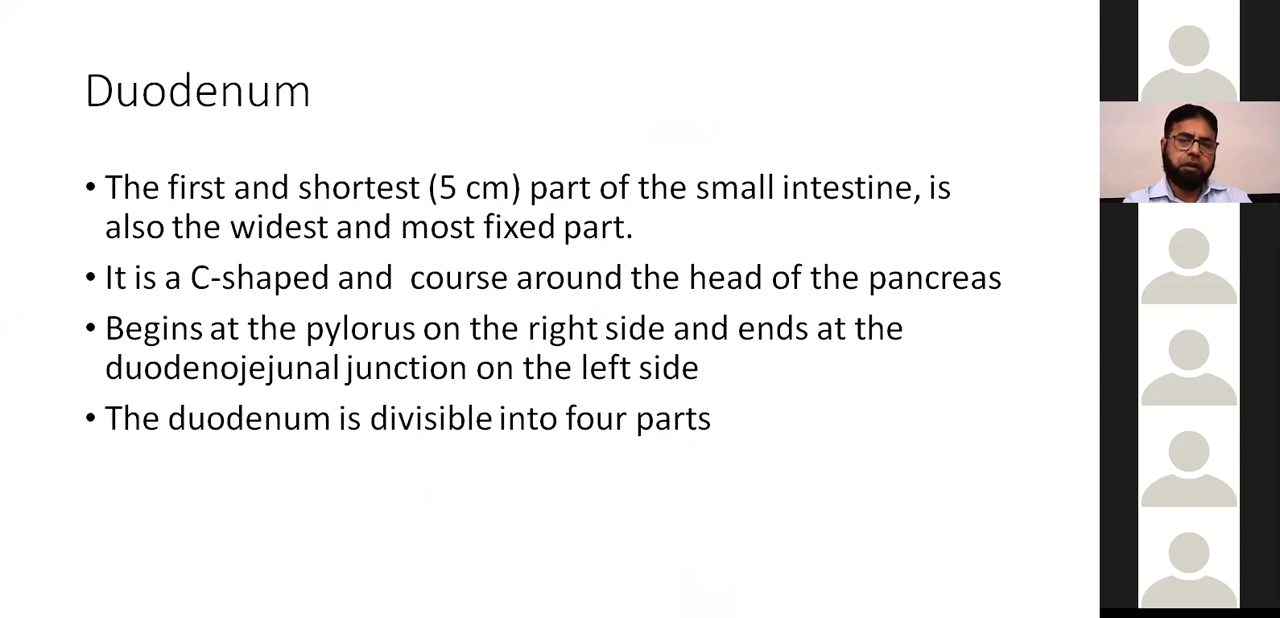 Duodenum
• The first and shortest (5 cm) part of the small intestine, is
also the widest and most fixed part.
• It is a C-shaped and course around the head of the pancreas
• Begins at the pylorus on the right side and ends at the
duodenojejunal junction on the left side
• The duodenum is divisible into four parts